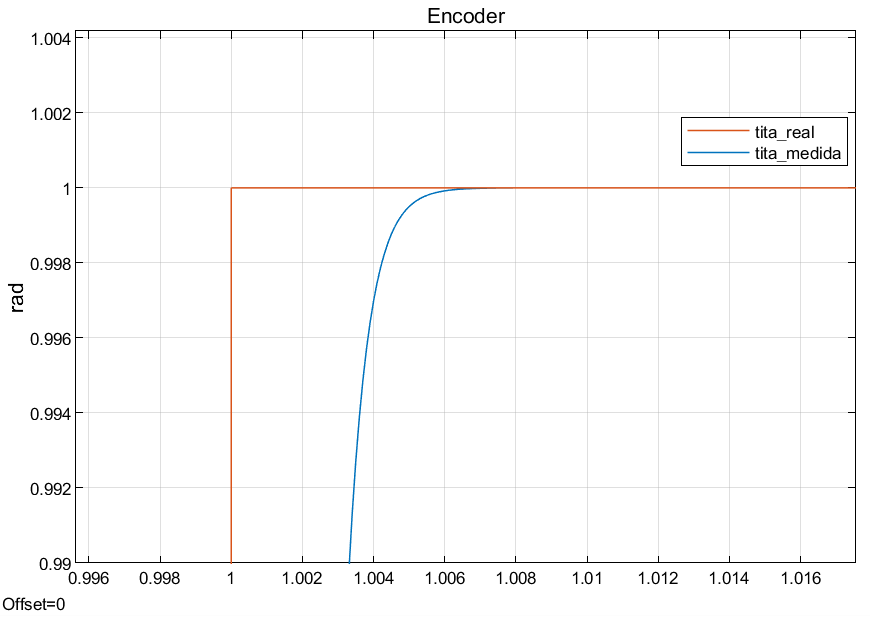 Encoder
1.004
1.002
1
0.998
0.996
0.994
0.992
0.99
rad
tita_real
tita_medida
0.996 0.998 1 1.002 1.004 1.006 1.008 1.01 1.012 1.014 1.016
Offset=0